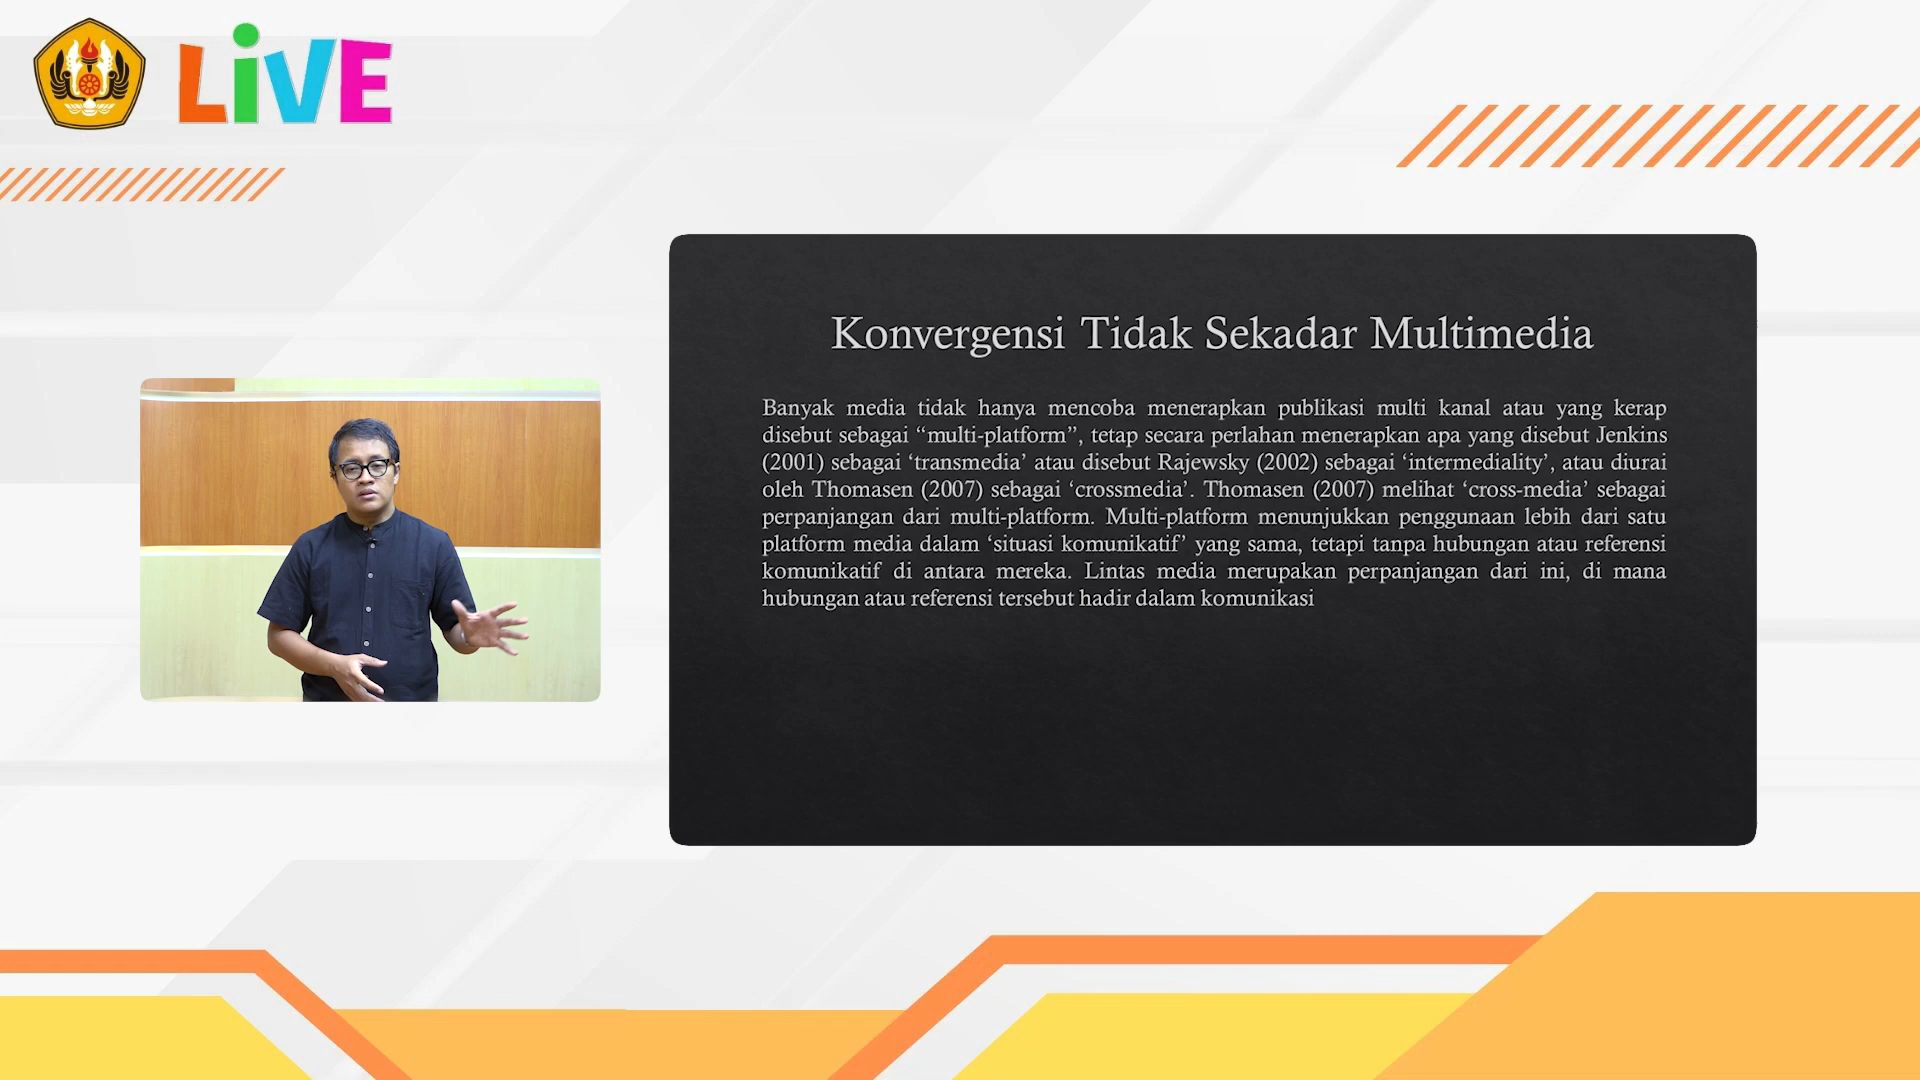 LiVE
Konvergensi Tidak Sekadar Multimedia
Banyak media tidak hanya mencoba menerapkan publikasi multi kanal atau yang kerap
disebut sebagai “multi-platform”, tetap secara perlahan menerapkan apa yang disebut Jenkins
(2001) sebagai ‘transmedia’ atau disebut Rajewsky (2002) sebagai ‘intermediality’, atau diurai
oleh Thomasen (2007) sebagai ‘crossmedia’. Thomasen (2007) melihat ‘cross-media’ sebagai
perpanjangan dari multi-platform. Multi-platform menunjukkan penggunaan lebih dari satu
platform media dalam ‘situasi komunikatif’ yang sama, tetapi tanpa hubungan atau referensi
komunikatif di antara mereka. Lintas media merupakan perpanjangan dari ini, di mana
hubungan atau referensi tersebut hadir dalam komunikasi